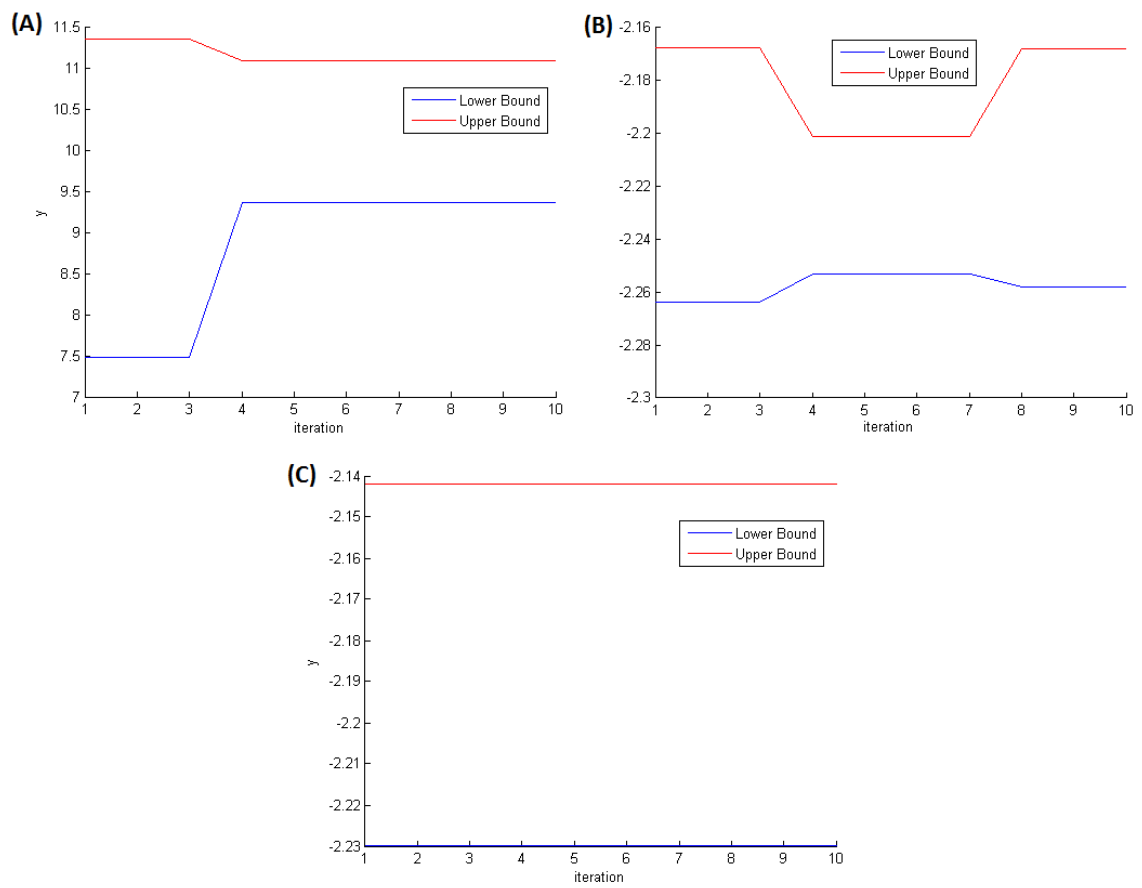 (A)
11.5
11
10.5
10
9.5
9
8.5
8
7.5
7
y
1 2 3 4 5 6 7 8 9 10
iteration
Lower Bound
Upper Bound
(B)
-2.16
-2.18
-2.2
-2.22
-2.24
-2.26
-2.28
-2.3
1 2 3 4 5 6 7 8 9 10
iteration
Lower Bound
Upper Bound
(C)
-2.14
-2.15
-2.16
-2.17
-2.18
-2.19
-2.2
-2.21
-2.22
-2.23
y
1 2 3 4 5 6 7 8 9 10
iteration
Lower Bound
Upper Bound